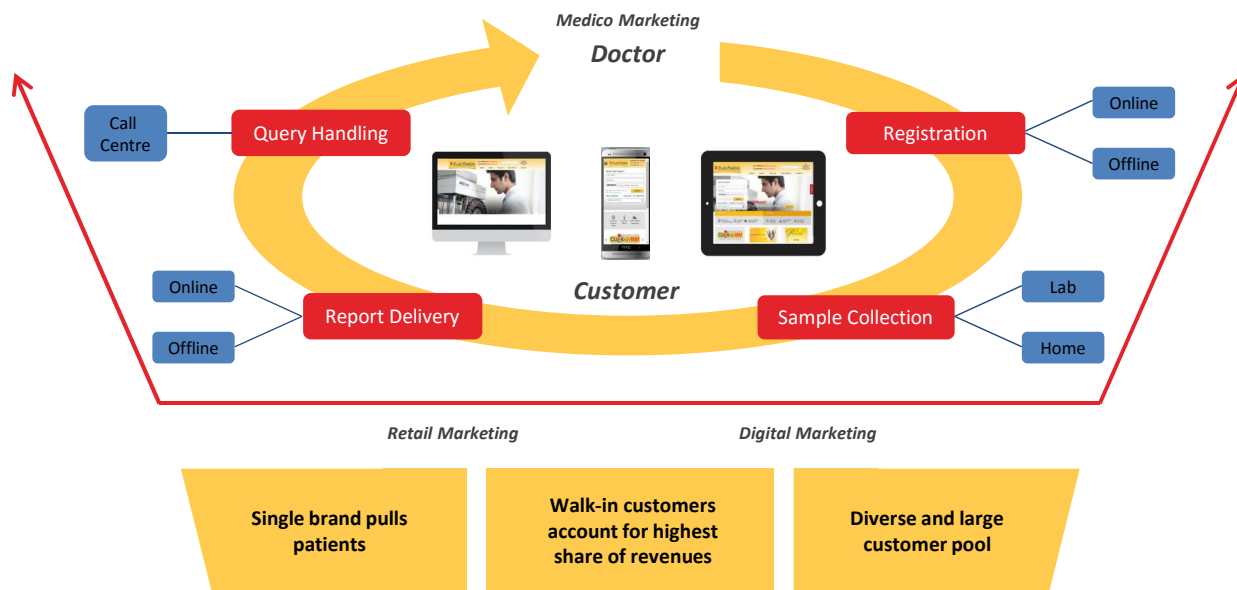 Medico Marketing
Doctor
Call
Centre
Query Handling
Registration
Online
Offline
Customer
Online
Offline
Report Delivery
Sample Collection
Lab
Home
Retail Marketing
Digital Marketing
Single brand pulls
patients
Walk-in customers
account for highest
share of revenues
Diverse and large
customer pool